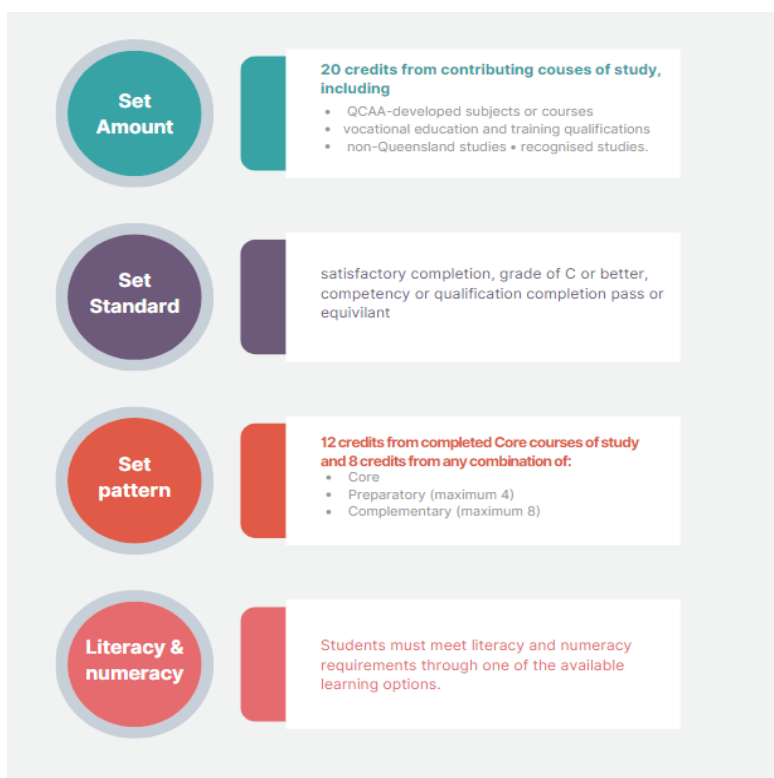 Set
Amount
20 credits from contributing couses of study,
including
• QCAA-developed subjects or courses
• vocational education and training qualifications
• non-Queensland studies • recognised studies.
Set
Standard
satisfactory completion, grade of C or better,
competency or qualification completion pass or
equivilant
Set
pattern
12 credits from completed Core courses of study
and 8 credits from any combination of:
• Core
• Preparatory (maximum 4)
• Complementary (maximum 8)
Literacy &
numeracy
Students must meet literacy and numeracy
requirements through one of the available
learning options.